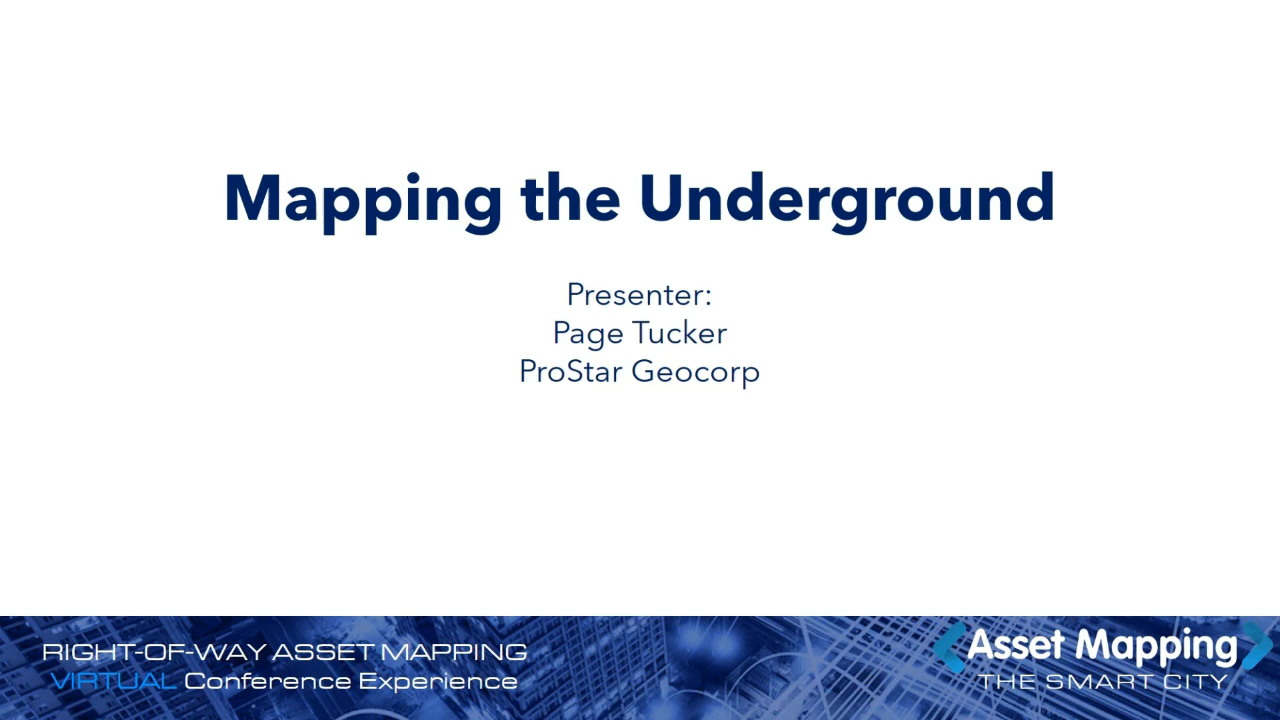 Mapping the Underground
Presenter:
Page Tucker
ProStar Geocorp
RIGHT-OF-WAY ASSET MAPPING
VIRTUAL Conference Experience
Asset Mapping
THE SMART CITY